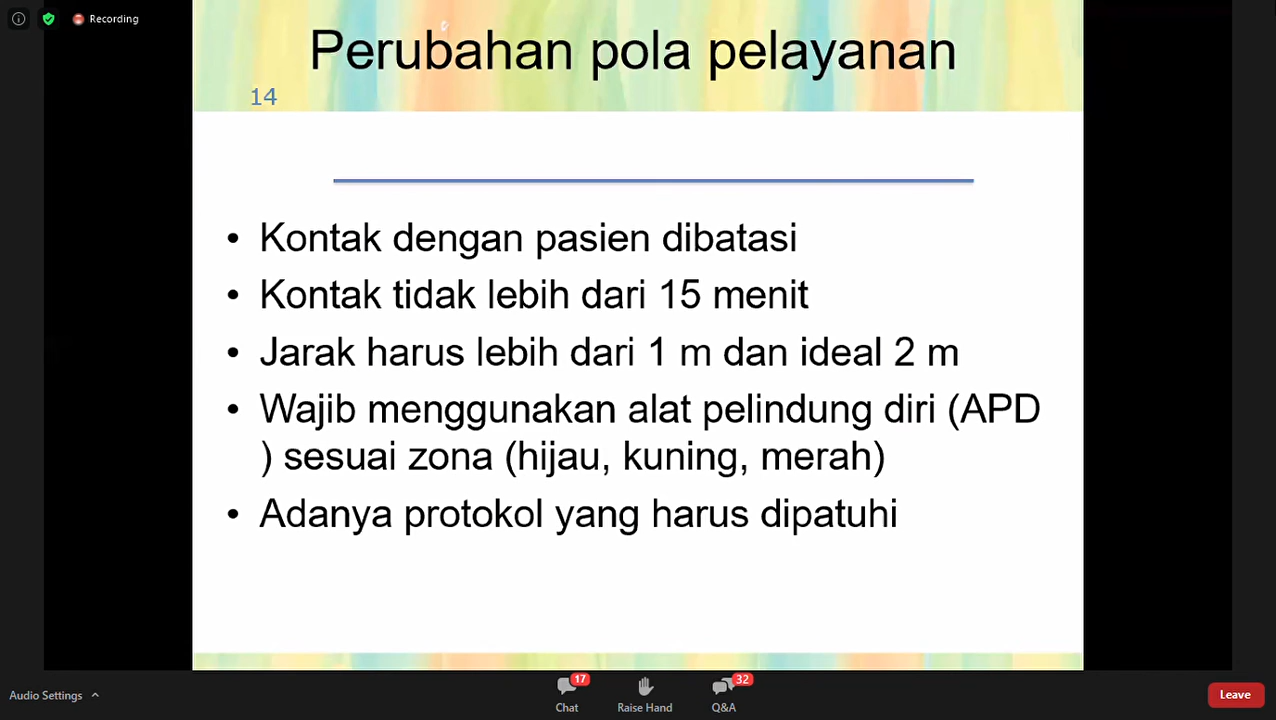 Recording
Perubahan pola pelayanan
14
• Kontak dengan pasien dibatasi
• Kontak tidak lebih dari 15 menit
• Jarak harus lebih dari 1 m dan ideal 2 m
• Wajib menggunakan alat pelindung diri (APD
) sesuai zona (hijau, kuning, merah)
• Adanya protokol yang harus dipatuhi
Audio Settings
17
Chat
Raise Hand
32
Q&A
Leave